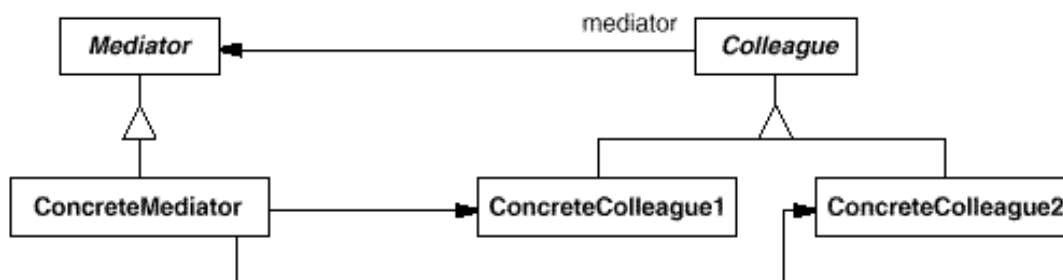 mediator
Mediator
Colleague
ConcreteMediator
ConcreteColleague1
ConcreteColleague2